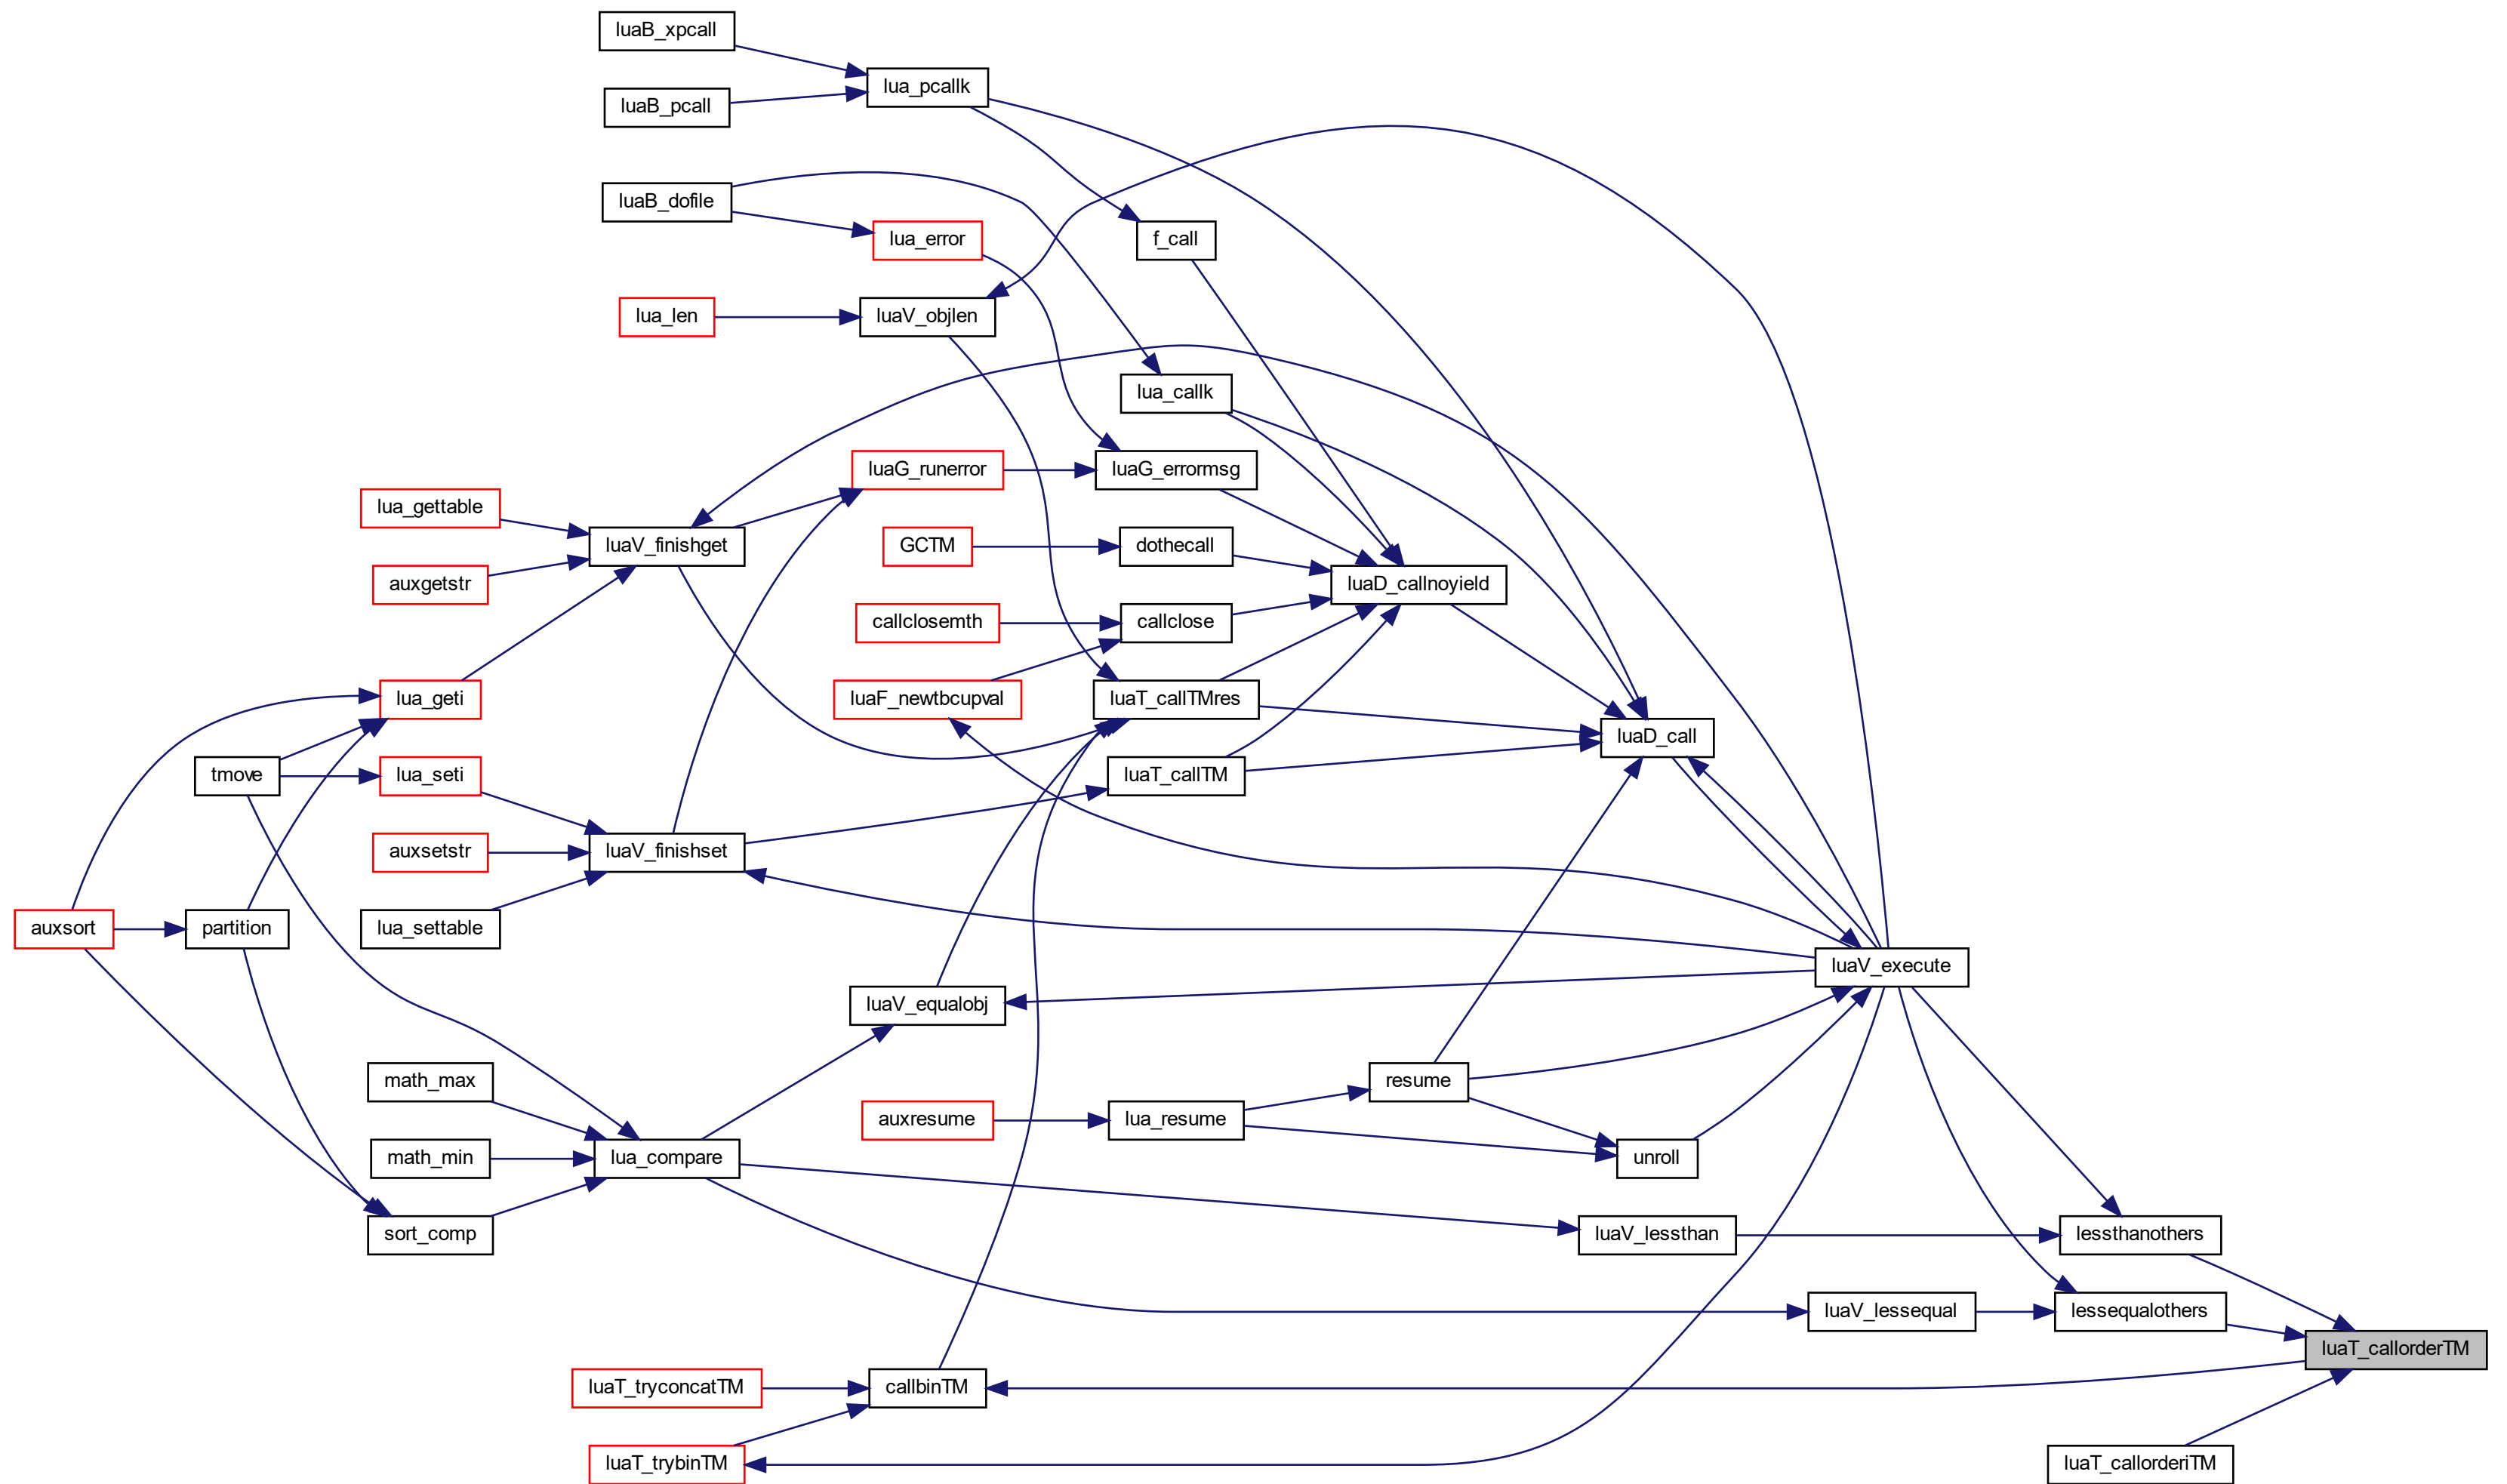 luaB_xpcall
lua_pcallk
luaB_pcall
luaB_dofile
lua_error
f_call
lua_len
luaV_objlen
lua_callk
luaG_runerror
luaG_errormsg
lua_gettable
luaV_finishget
GCTM
dothecall
auxgetstr
luaD_callnoyield
callclosemth
callclose
lua_geti
luaF_newtbcupval
luaT_callTMres
luaD_call
tmove
lua_seti
luaT_callTM
auxsetstr
luaV_finishset
auxsort
partition
lua_settable
luaV_execute
luaV_equalobj
math_max
resume
auxresume
lua_resume
math_min
lua_compare
unroll
sort_comp
luaV_lessthan
lessthanothers
luaV_lessequal
lessequalothers
luaT_callorderTM
luaT_tryconcatTM
callbinTM
luaT_trybinTM
luaT_callorderiTM